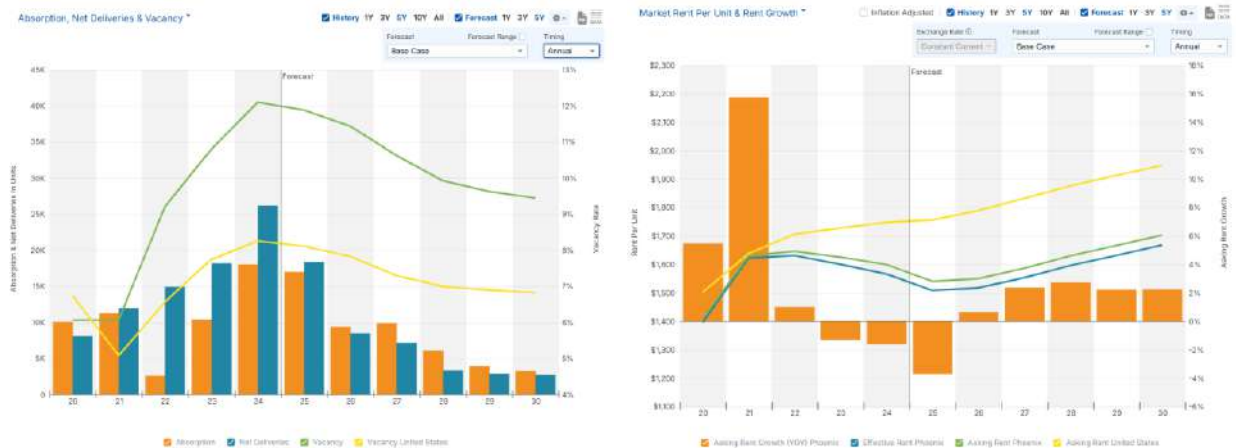 Absorption, Net Deliveries & Vacancy
History 1Y 3Y 5Y 10Y All Forecast 1Y 3Y 5Y
Forecast Forecast Range Timing
Base Case Annual
45K 13%
Forecast
40K 12%
35K 11%
30K 10%
25K 9%
20K 8%
15K 7%
10K 6%
5K 5%
0 4%
Absorption & Net Deliveries in Units
Vacancy Rate
20 21 22 23 24 25 26 27 28 29 30
Absorption Net Deliveries Vacancy Vacancy United States
Market Rent Per Unit & Rent Growth
Inflation Adjusted History 1Y 3Y 5Y 10Y All Forecast 1Y 3Y 5Y
Exchange Rate Forecast Forecast Range Timing
Constant Current Base Case Annual
$2,300 18%
Forecast
$2,200 16%
$2,100 14%
$2,000 12%
$1,900 10%
$1,800 8%
$1,700 6%
$1,600 4%
$1,500 2%
$1,400 0%
$1,300 -2%
$1,200 -4%
$1,100 -6%
Rent Per Unit
Asking Rent Growth
20 21 22 23 24 25 26 27 28 29 30
Asking Rent Growth (YOY) Phoenix Effective Rent Phoenix Asking Rent Phoenix Asking Rent United States